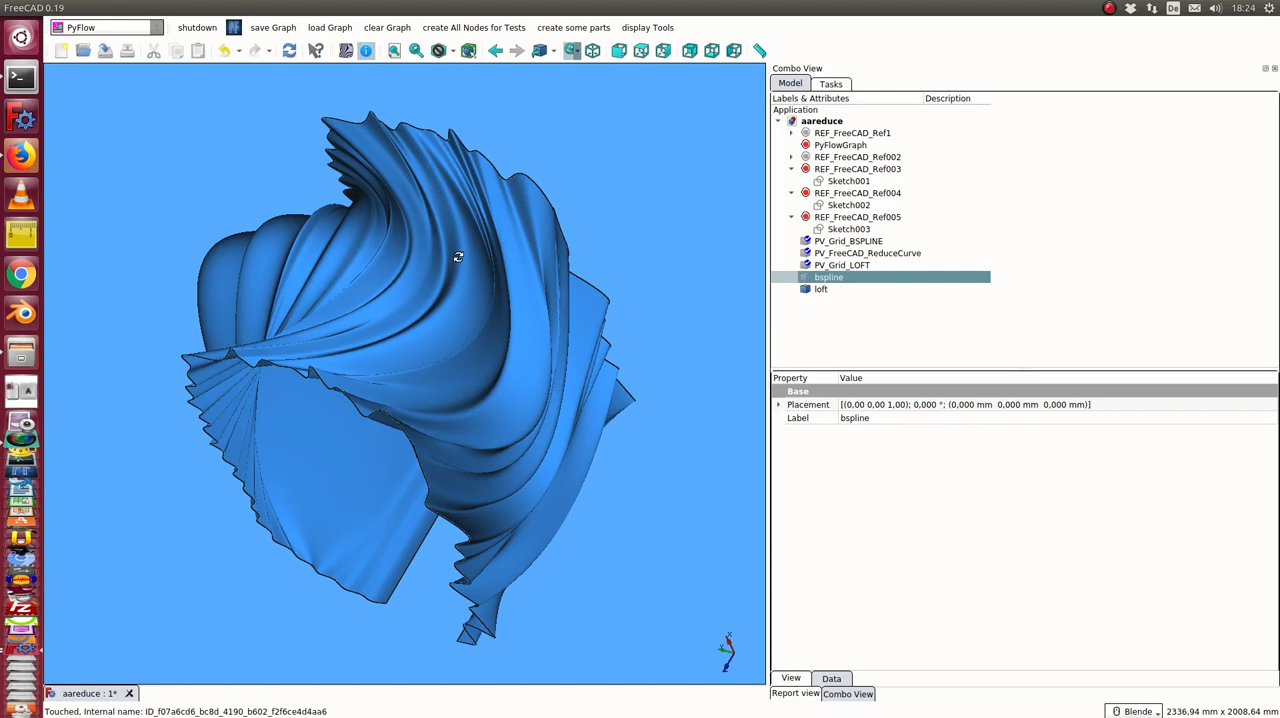 FreeCAD 0.19
De
18:24
PyFlow
shutdown
save Graph
load Graph
clear Graph
create All Nodes for Tests
create some parts
display Tools
Combo View
Model
Tasks
Labels & Attributes
Description
Application
aareduce
REF_FreeCAD_Ref1
PyFlowGraph
REF_FreeCAD_Ref002
REF_FreeCAD_Ref003
Sketch001
REF_FreeCAD_Ref004
Sketch002
REF_FreeCAD_Ref005
Sketch003
PV_Grid_BSPLINE
PV_FreeCAD_ReduceCurve
PV_Grid_LOFT
bspline
loft
Property
Value
Base
Placement
[(0,00 0,00 1,00); 0,000 °; (0,000 mm  0,000 mm  0,000 mm)]
Label
bspline
View
Data
Report view
Combo View
aareduce : 1*
Touched, Internal name: ID_f07a6cd6_bc8d_4190_b602_f2f6ce4d4aa6
Blende
2336,94 mm x 2008,64 mm